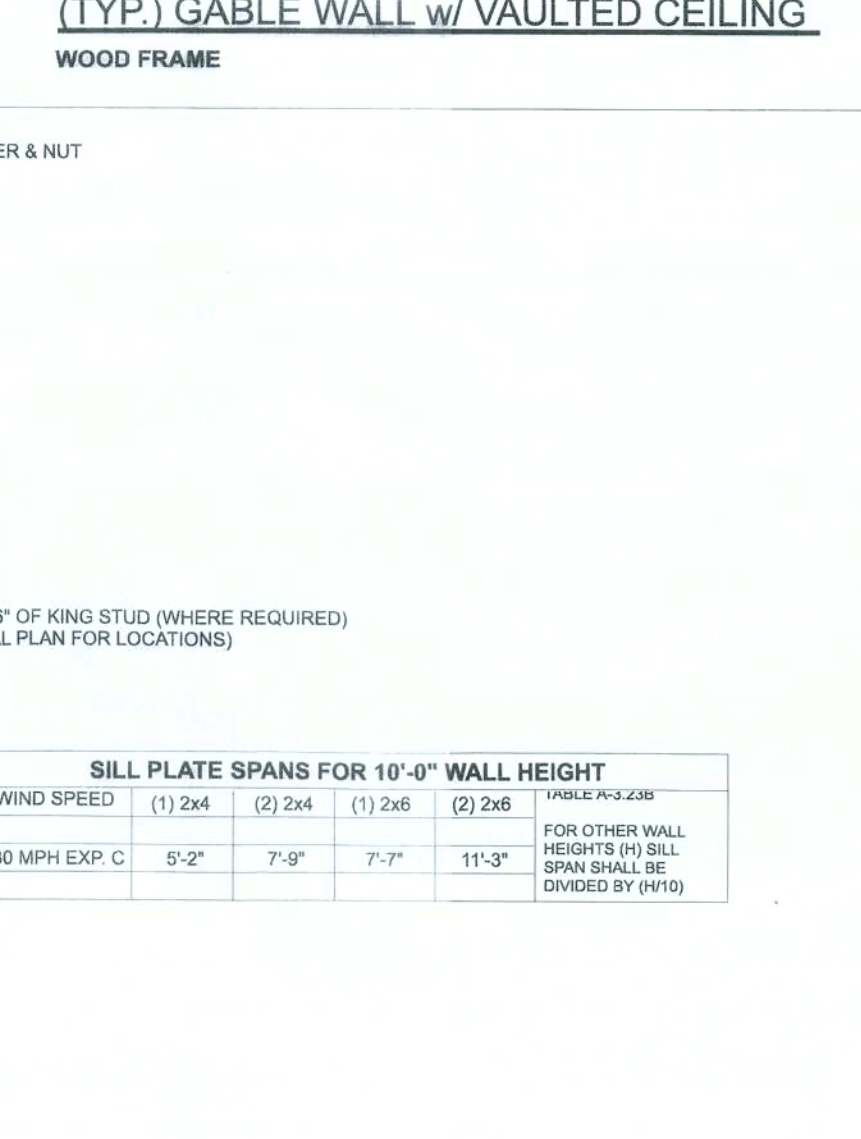 (TYP.) GABLE WALL w/ VAULTED CEILING
WOOD FRAME
ER & NUT
6" OF KING STUD (WHERE REQUIRED)
L PLAN FOR LOCATIONS)
SILL PLATE SPANS FOR 10'-0" WALL HEIGHT
WIND SPEED (1) 2x4 (2) 2x4 (1) 2x6 (2) 2x6 TABLE A-3.23B
30 MPH EXP. C 5'-2" 7'-9" 7'-7" 11'-3"
FOR OTHER WALL
HEIGHTS (H) SILL
SPAN SHALL BE
DIVIDED BY (H/10)